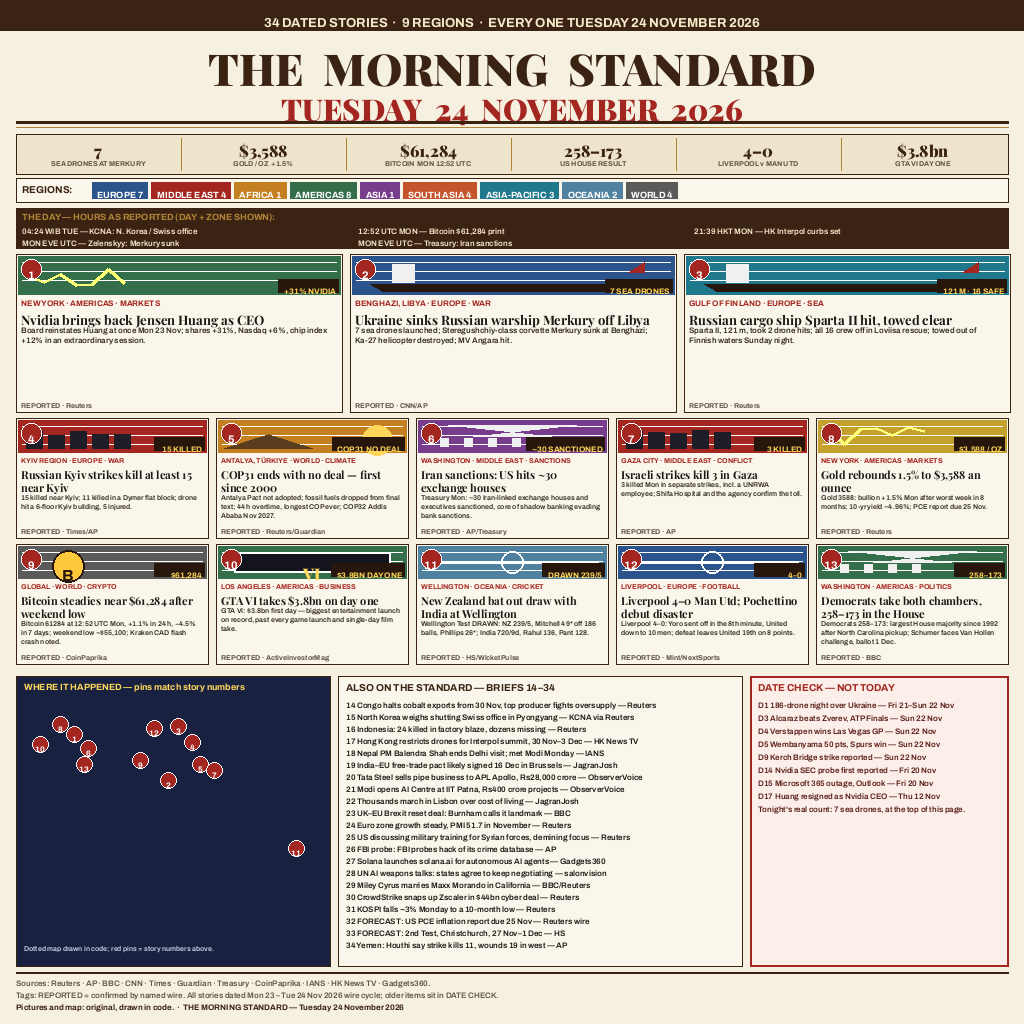 34 DATED STORIES · 9 REGIONS · EVERY ONE TUESDAY 24 NOVEMBER 2026
THE MORNING STANDARD
TUESDAY 24 NOVEMBER 2026
7
SEA DRONES AT MERKURY
$3,588
GOLD / OZ +1.5%
$61,284
BITCOIN MON 12:52 UTC
258–173
US HOUSE RESULT
4–0
LIVERPOOL v MAN UTD
$3.8bn
GTA VI DAY ONE
REGIONS:
EUROPE 7
MIDDLE EAST 4
AFRICA 1
AMERICAS 8
ASIA 1
SOUTH ASIA 4
ASIA-PACIFIC 3
OCEANIA 2
WORLD 4
THE DAY — HOURS AS REPORTED (DAY + ZONE SHOWN):
04:24 WIB TUE — KCNA: N. Korea / Swiss office
12:52 UTC MON — Bitcoin $61,284 print
21:39 HKT MON — HK Interpol curbs set
MON EVE UTC — Zelenskyy: Merkury sunk
MON EVE UTC — Treasury: Iran sanctions
1
+31% NVIDIA
NEW YORK · AMERICAS · MARKETS
Nvidia brings back Jensen Huang as CEO
Board reinstates Huang at once Mon 23 Nov; shares +31%, Nasdaq +6%, chip index
+12% in an extraordinary session.
REPORTED · Reuters
2
7 SEA DRONES
BENGHAZI, LIBYA · EUROPE · WAR
Ukraine sinks Russian warship Merkury off Libya
7 sea drones launched; Steregushchiy-class corvette Merkury sunk at Benghazi;
Ka-27 helicopter destroyed; MV Angara hit.
REPORTED · CNN/AP
3
121 M · 16 SAFE
GULF OF FINLAND · EUROPE · SEA
Russian cargo ship Sparta II hit, towed clear
Sparta II, 121 m, took 2 drone hits; all 16 crew off in Loviisa rescue; towed out of
Finnish waters Sunday night.
REPORTED · Reuters
4
15 KILLED
KYIV REGION · EUROPE · WAR
Russian Kyiv strikes kill at least 15
near Kyiv
15 killed near Kyiv; 11 killed in a Dymer flat block; drone
hit a 6-floor Kyiv building, 5 injured.
REPORTED · Times/AP
5
COP31 NO DEAL
ANTALYA, TÜRKIYE · WORLD · CLIMATE
COP31 ends with no deal — first
since 2000
Antalya Pact not adopted; fossil fuels dropped from final
text; 44 h overtime, longest COP ever; COP32 Addis
Ababa Nov 2027.
REPORTED · Reuters/Guardian
6
~30 SANCTIONED
WASHINGTON · MIDDLE EAST · SANCTIONS
Iran sanctions: US hits ~30
exchange houses
Treasury Mon: ~30 Iran-linked exchange houses and
executives sanctioned, core of shadow banking evading
bank sanctions.
REPORTED · AP/Treasury
7
3 KILLED
GAZA CITY · MIDDLE EAST · CONFLICT
Israeli strikes kill 3 in Gaza
3 killed Mon in separate strikes, incl. a UNRWA
employee; Shifa Hospital and the agency confirm the toll.
REPORTED · AP
8
$3,588 / OZ
NEW YORK · AMERICAS · MARKETS
Gold rebounds 1.5% to $3,588 an
ounce
Gold 3588: bullion +1.5% Mon after worst week in 8
months; 10-yr yield ~4.96%; PCE report due 25 Nov.
REPORTED · Reuters
9
B
$61,284
GLOBAL · WORLD · CRYPTO
Bitcoin steadies near $61,284 after
weekend low
Bitcoin 61284 at 12:52 UTC Mon, +1.1% in 24 h, −4.5%
in 7 days; weekend low ~$55,100; Kraken CAD flash
crash noted.
REPORTED · CoinPaprika
10
VI
$3.8BN DAY ONE
LOS ANGELES · AMERICAS · BUSINESS
GTA VI takes $3.8bn on day one
GTA VI: $3.8bn first day — biggest entertainment launch
on record, past every game launch and single-day film
take.
REPORTED · ActiveInvestorMag
11
DRAWN 239/5
WELLINGTON · OCEANIA · CRICKET
New Zealand bat out draw with
India at Wellington
Wellington Test DRAWN: NZ 239/5, Mitchell 49* off 186
balls, Phillips 26*; India 720/9d, Rahul 136, Pant 128.
REPORTED · HS/WicketPulse
12
4–0
LIVERPOOL · EUROPE · FOOTBALL
Liverpool 4–0 Man Utd; Pochettino
debut disaster
Liverpool 4-0: Yoro sent off in the 8th minute, United
down to 10 men; defeat leaves United 19th on 8 points.
REPORTED · Mint/NextSports
13
258–173
WASHINGTON · AMERICAS · POLITICS
Democrats take both chambers,
258–173 in the House
Democrats 258–173: largest House majority since 1992
after North Carolina pickup; Schumer faces Van Hollen
challenge, ballot 1 Dec.
REPORTED · BBC
WHERE IT HAPPENED — pins match story numbers
8
1
10
6
13
12
3
4
9
5
7
2
11
Dotted map drawn in code; red pins = story numbers above.
ALSO ON THE STANDARD — BRIEFS 14–34
14 Congo halts cobalt exports from 30 Nov, top producer fights oversupply — Reuters
15 North Korea weighs shutting Swiss office in Pyongyang — KCNA via Reuters
16 Indonesia: 24 killed in factory blaze, dozens missing — Reuters
17 Hong Kong restricts drones for Interpol summit, 30 Nov–3 Dec — HK News TV
18 Nepal PM Balendra Shah ends Delhi visit; met Modi Monday — IANS
19 India–EU free-trade pact likely signed 16 Dec in Brussels — JagranJosh
20 Tata Steel sells pipe business to APL Apollo, Rs28,000 crore — ObserverVoice
21 Modi opens AI Centre at IIT Patna, Rs400 crore projects — ObserverVoice
22 Thousands march in Lisbon over cost of living — JagranJosh
23 UK–EU Brexit reset deal: Burnham calls it landmark — BBC
24 Euro zone growth steady, PMI 51.7 in November — Reuters
25 US discussing military training for Syrian forces, demining focus — Reuters
26 FBI probe: FBI probes hack of its crime database — AP
27 Solana launches solana.ai for autonomous AI agents — Gadgets360
28 UN AI weapons talks: states agree to keep negotiating — salonvision
29 Miley Cyrus marries Maxx Morando in California — BBC/Reuters
30 CrowdStrike snaps up Zscaler in $44bn cyber deal — Reuters
31 KOSPI falls ~3% Monday to a 10-month low — Reuters
32 FORECAST: US PCE inflation report due 25 Nov — Reuters wire
33 FORECAST: 2nd Test, Christchurch, 27 Nov–1 Dec — HS
34 Yemen: Houthi say strike kills 11, wounds 19 in west — AP
DATE CHECK — NOT TODAY
D1 186-drone night over Ukraine — Fri 21–Sun 22 Nov
D3 Alcaraz beats Zverev, ATP Finals — Sun 22 Nov
D4 Verstappen wins Las Vegas GP — Sun 22 Nov
D5 Wembanyama 50 pts, Spurs win — Sun 22 Nov
D9 Kerch Bridge strike reported — Sun 22 Nov
D14 Nvidia SEC probe first reported — Fri 20 Nov
D15 Microsoft 365 outage, Outlook — Fri 20 Nov
D17 Huang resigned as Nvidia CEO — Thu 12 Nov
Tonight's real count: 7 sea drones, at the top of this page.
Sources: Reuters · AP · BBC · CNN · Times · Guardian · Treasury · CoinPaprika · IANS · HK News TV · Gadgets360.
Tags: REPORTED = confirmed by named wire. All stories dated Mon 23 – Tue 24 Nov 2026 wire cycle; older items sit in DATE CHECK.
Pictures and map: original, drawn in code. · THE MORNING STANDARD — Tuesday 24 November 2026